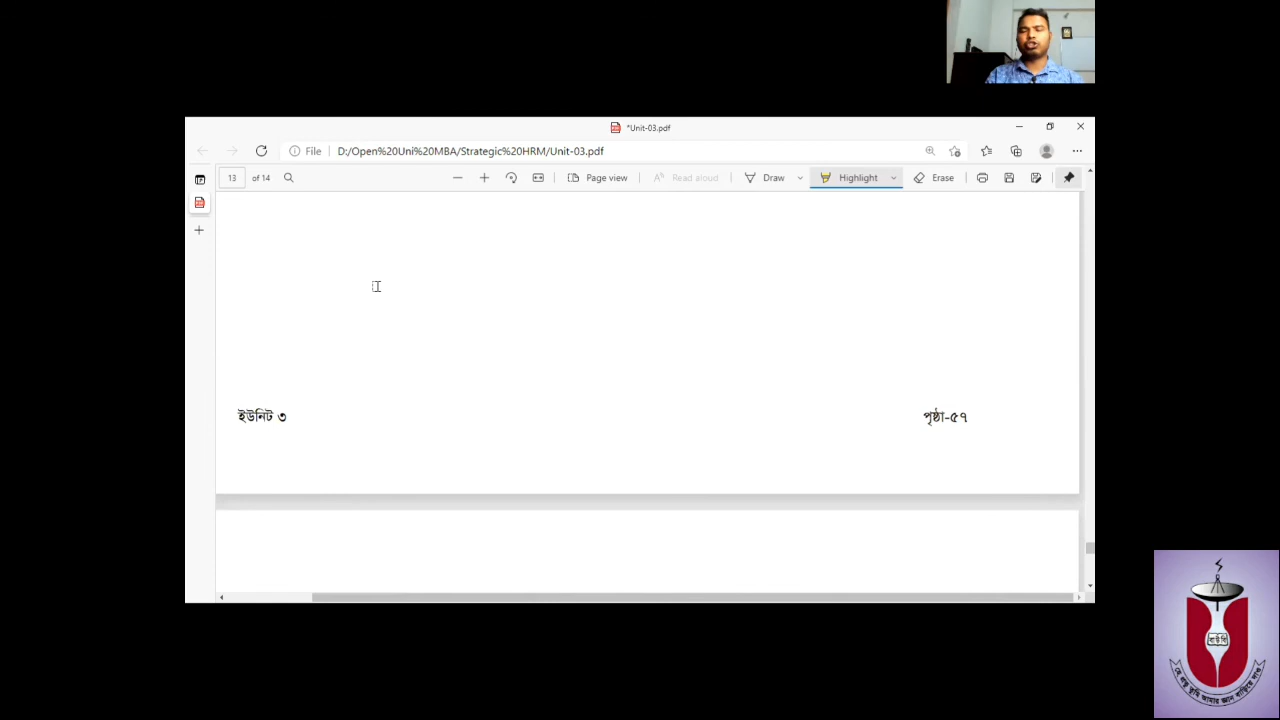 *Unit-03.pdf
File D:/Open%20Uni%20MBA/Strategic%20HRM/Unit-03.pdf
13 of 14 Page view Read aloud Draw Highlight Erase
ইউনিট ৩ পৃষ্ঠা-৫৭
বাউবি